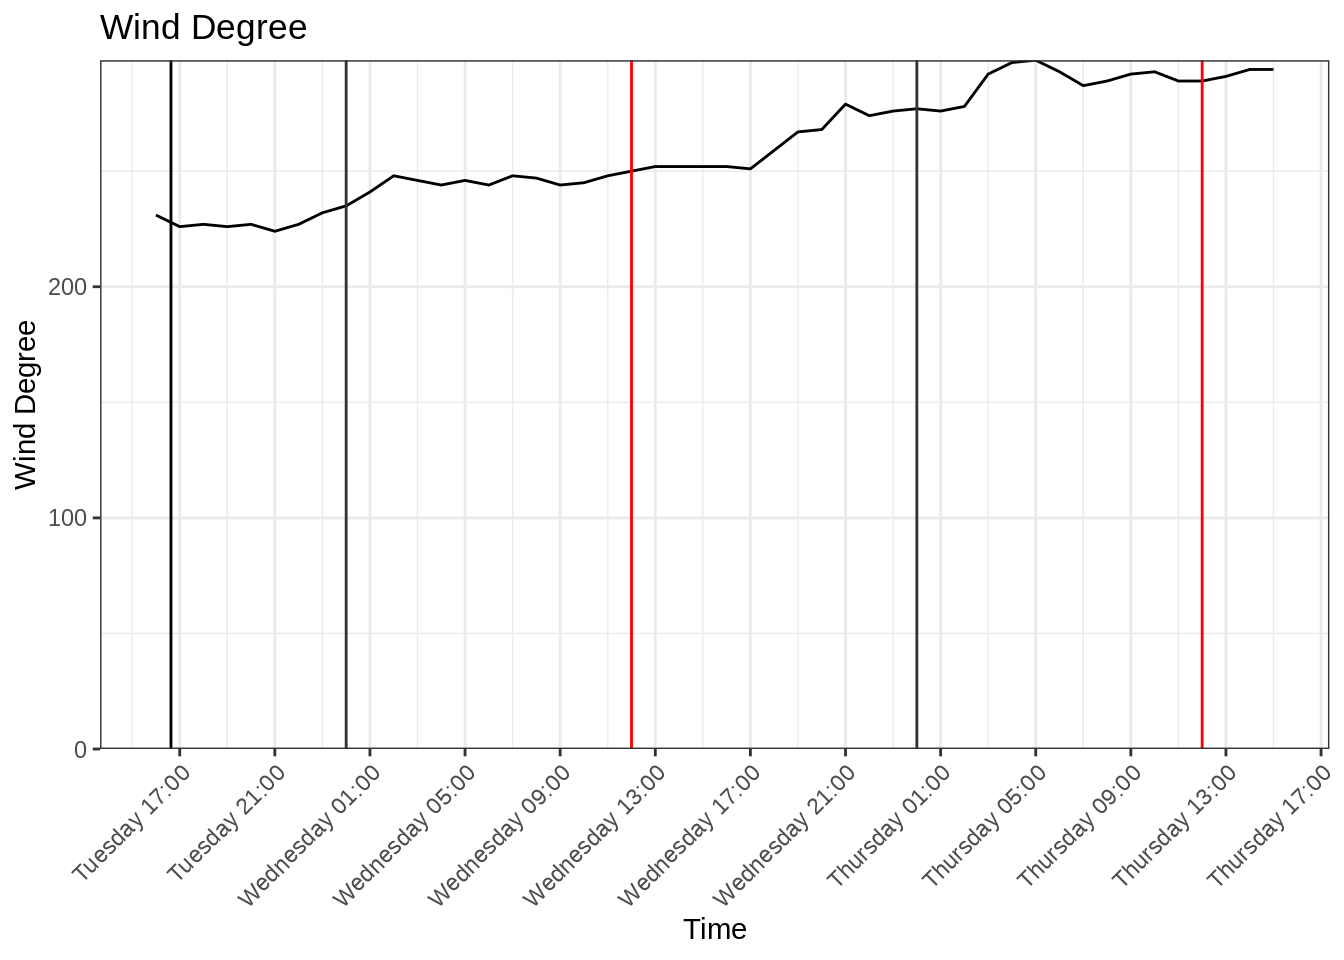 Wind Degree
Wind Degree
200
100
0
Tuesday 17:00
Tuesday 21:00
Wednesday 01:00
Wednesday 05:00
Wednesday 09:00
Wednesday 13:00
Wednesday 17:00
Wednesday 21:00
Thursday 01:00
Thursday 05:00
Thursday 09:00
Thursday 13:00
Thursday 17:00
Time